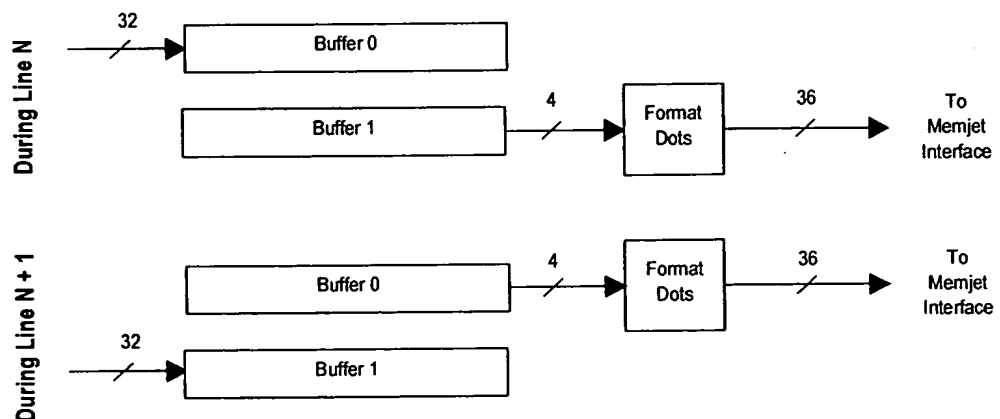 During Line N
32
Buffer 0
Buffer 1
4
Format
Dots
36
To
Memjet
Interface
During Line N + 1
Buffer 0
4
Format
Dots
36
To
Memjet
Interface
32
Buffer 1